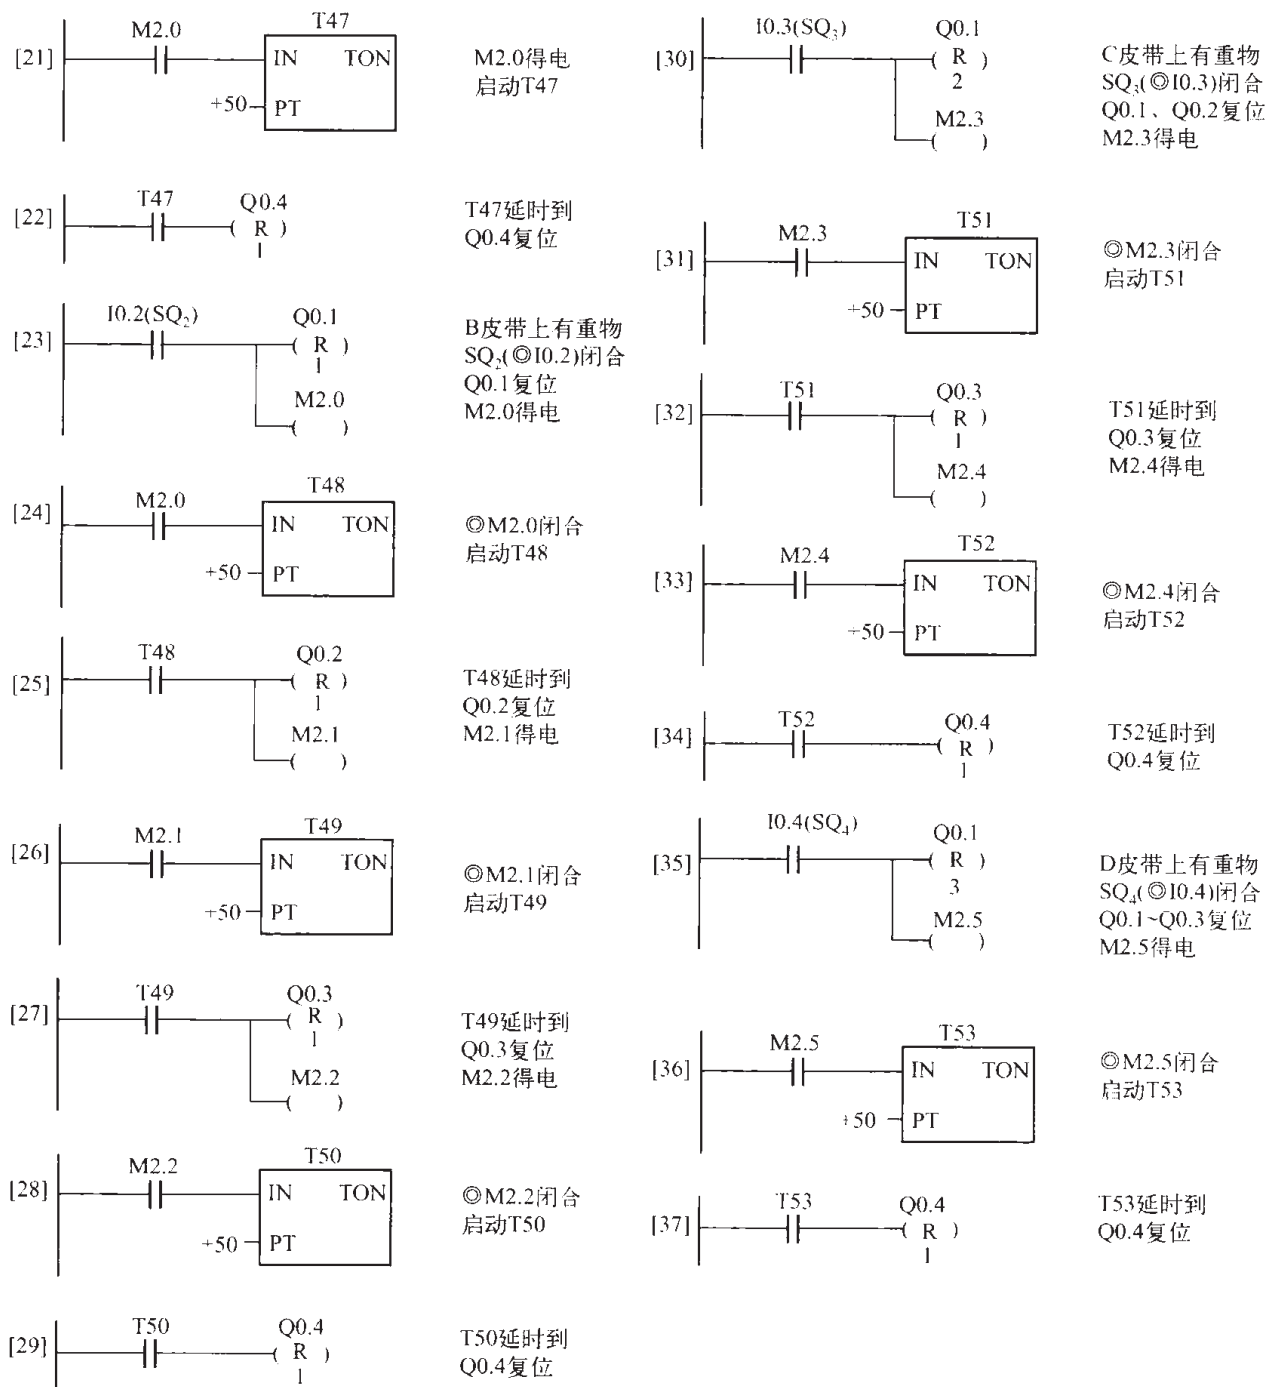 [21]
M2.0
T47
IN TON
+50 PT
M2.0得电
启动T47
[22]
T47
Q0.4
( R )
1
T47延时到
Q0.4复位
[23]
I0.2(SQ₂)
Q0.1
( R )
1
M2.0
( )
B皮带上有重物
SQ₂(◎I0.2)闭合
Q0.1复位
M2.0得电
[24]
M2.0
T48
IN TON
+50 PT
◎M2.0闭合
启动T48
[25]
T48
Q0.2
( R )
1
M2.1
( )
T48延时到
Q0.2复位
M2.1得电
[26]
M2.1
T49
IN TON
+50 PT
◎M2.1闭合
启动T49
[27]
T49
Q0.3
( R )
1
M2.2
( )
T49延时到
Q0.3复位
M2.2得电
[28]
M2.2
T50
IN TON
+50 PT
◎M2.2闭合
启动T50
[29]
T50
Q0.4
( R )
1
T50延时到
Q0.4复位
[30]
I0.3(SQ₃)
Q0.1
( R )
2
M2.3
( )
C皮带上有重物
SQ₃(◎I0.3)闭合
Q0.1、Q0.2复位
M2.3得电
[31]
M2.3
T51
IN TON
+50 PT
◎M2.3闭合
启动T51
[32]
T51
Q0.3
( R )
1
M2.4
( )
T51延时到
Q0.3复位
M2.4得电
[33]
M2.4
T52
IN TON
+50 PT
◎M2.4闭合
启动T52
[34]
T52
Q0.4
( R )
1
T52延时到
Q0.4复位
[35]
I0.4(SQ₄)
Q0.1
( R )
3
M2.5
( )
D皮带上有重物
SQ₄(◎I0.4)闭合
Q0.1~Q0.3复位
M2.5得电
[36]
M2.5
T53
IN TON
+50 PT
◎M2.5闭合
启动T53
[37]
T53
Q0.4
( R )
1
T53延时到
Q0.4复位